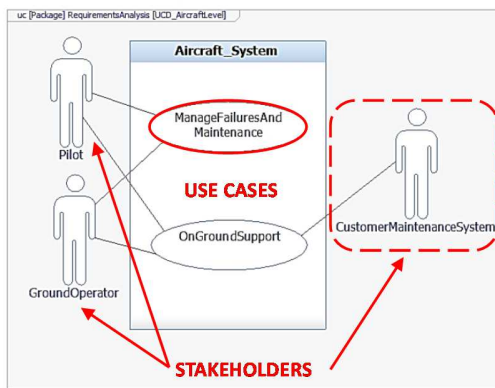 uc [Package] RequirementsAnalysis [UCD_AircraftLevel]
Aircraft_System
ManageFailuresAnd
Maintenance
Pilot
USE CASES
OnGroundSupport
CustomerMaintenanceSystem
GroundOperator
STAKEHOLDERS